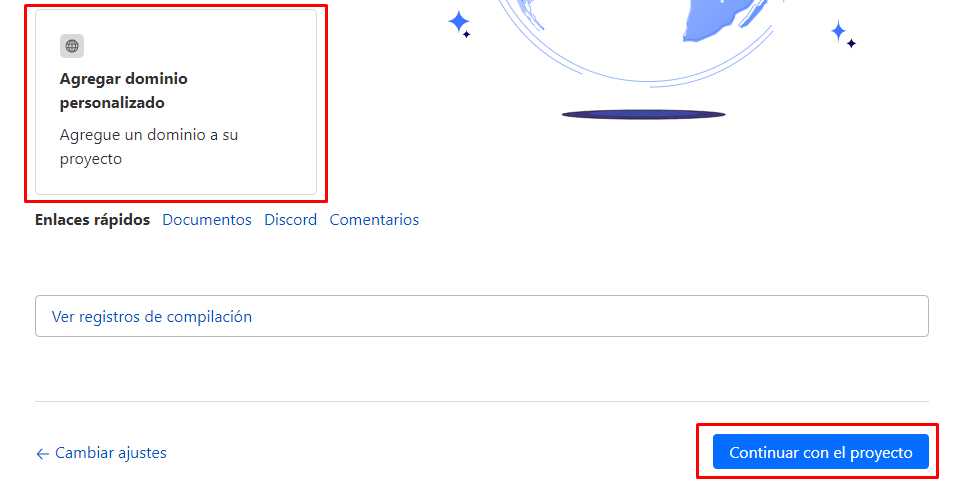 Agregar dominio
personalizado
Agregue un dominio a su
proyecto
Enlaces rápidos Documentos Discord Comentarios
Ver registros de compilación
← Cambiar ajustes
Continuar con el proyecto